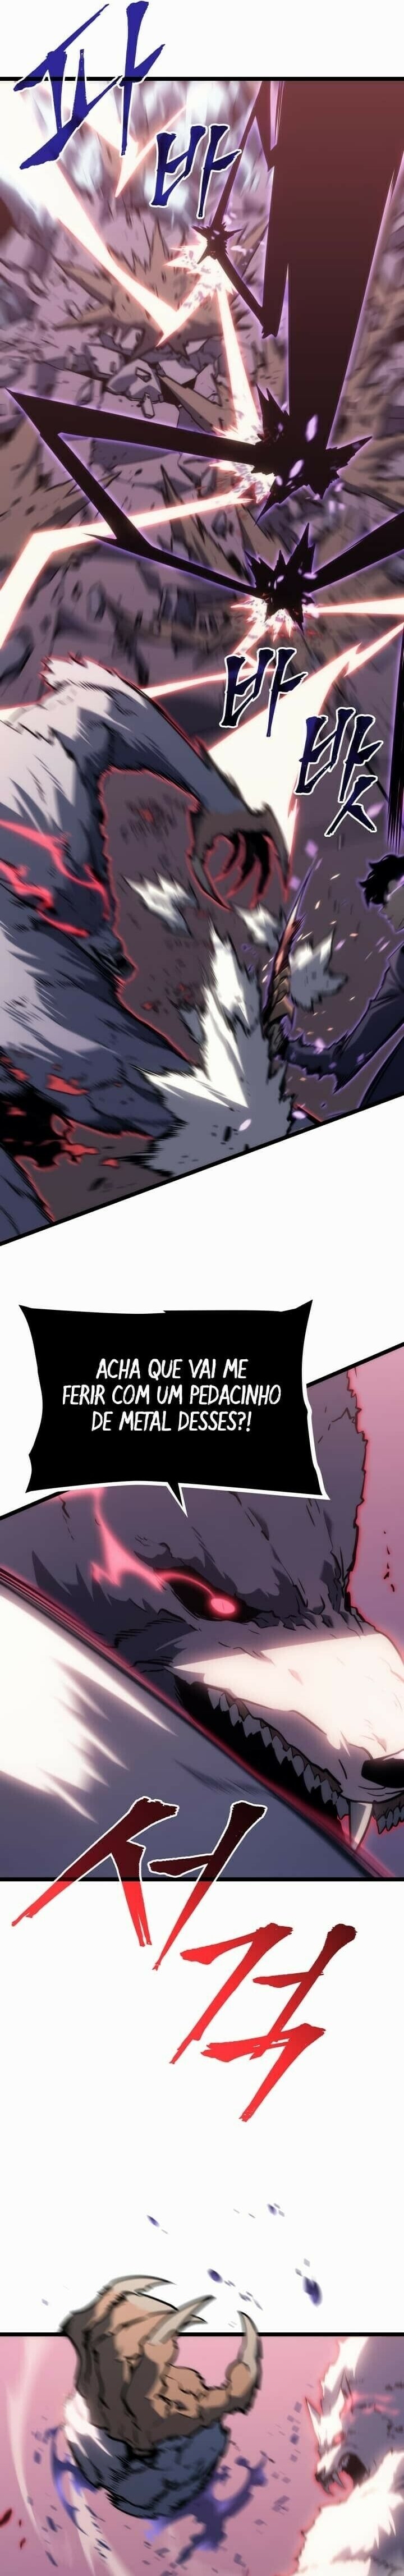 파
바
바
밧
ACHA QUE VAI ME
FERIR COM UM PEDACINHO
DE METAL DESSES?!
서
걱